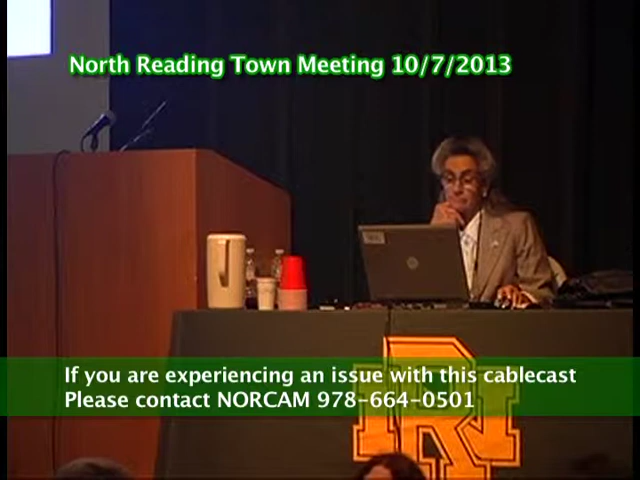 North Reading Town Meeting 10/7/2013
If you are experiencing an issue with this cablecast
Please contact NORCAM 978-664-0501